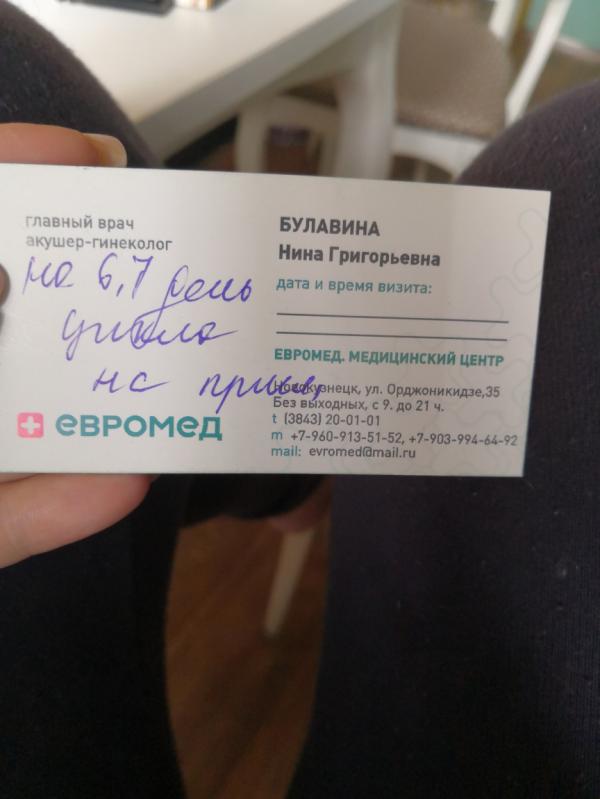 главный врач
акушер-гинеколог
на 6,7 день
цикла
на прием
евромед
БУЛАВИНА
Нина Григорьевна
дата и время визита:
ЕВРОМЕД. МЕДИЦИНСКИЙ ЦЕНТР
Новокузнецк, ул. Орджоникидзе,35
Без выходных, с 9. до 21 ч.
t (3843) 20-01-01
m +7-960-913-51-52, +7-903-994-64-92
mail: evromed@mail.ru